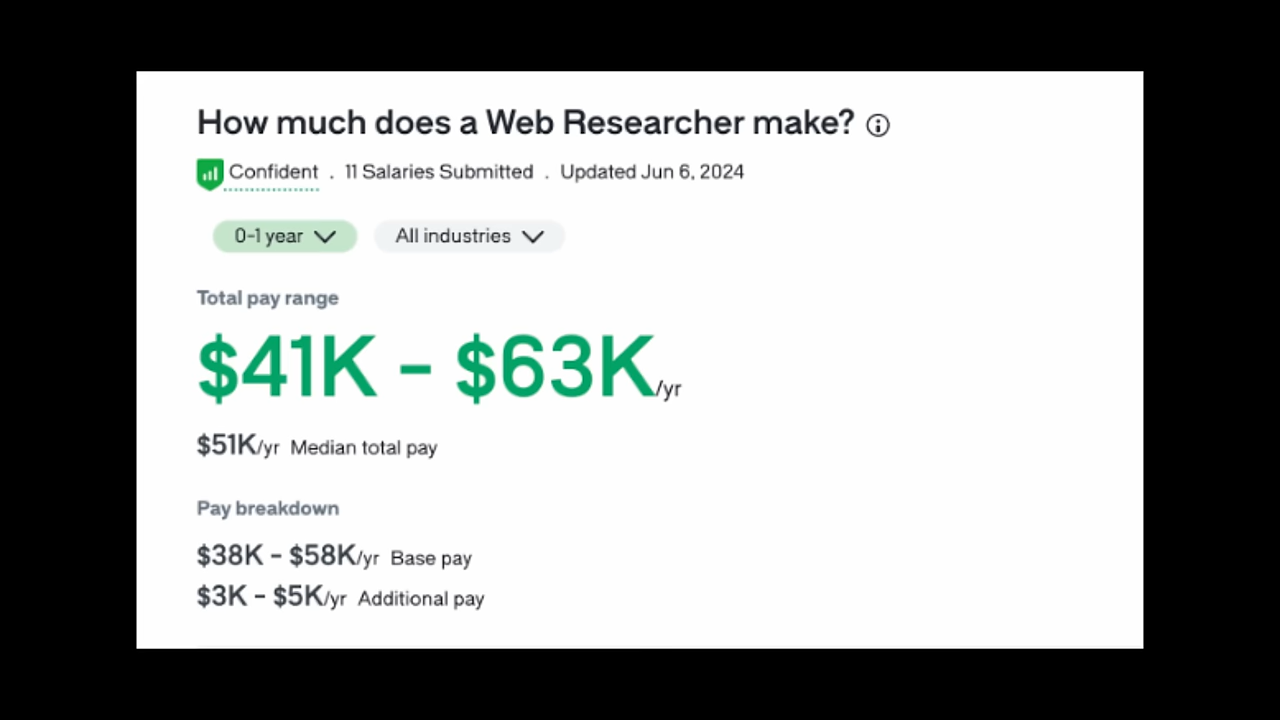 How much does a Web Researcher make?
Confident . 11 Salaries Submitted . Updated Jun 6, 2024
0-1 year All industries
Total pay range
$41K - $63K/yr
$51K/yr Median total pay
Pay breakdown
$38K - $58K/yr Base pay
$3K - $5K/yr Additional pay